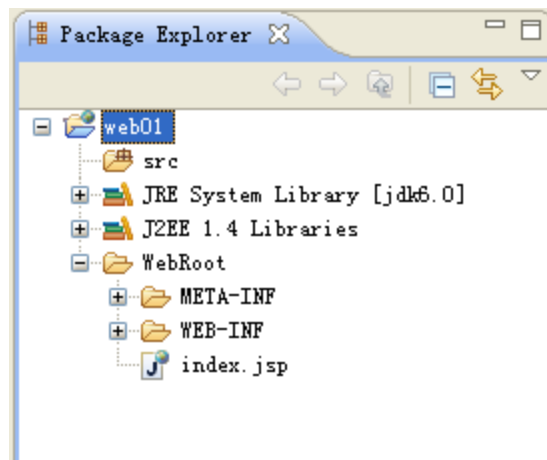 Package Explorer
web01
src
JRE System Library [jdk6.0]
J2EE 1.4 Libraries
WebRoot
META-INF
WEB-INF
index.jsp